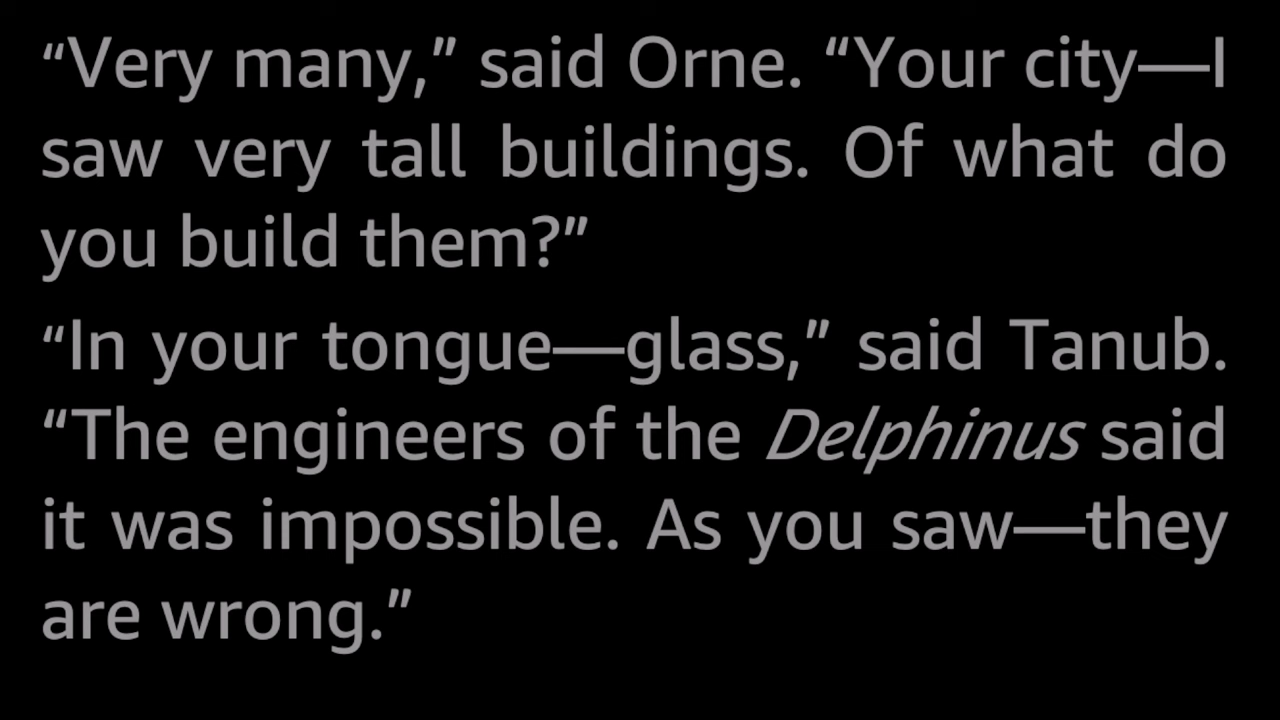 “Very many,” said Orne. “Your city—I
saw very tall buildings. Of what do
you build them?”
“In your tongue—glass,” said Tanub.
“The engineers of the Delphinus said
it was impossible. As you saw—they
are wrong.”